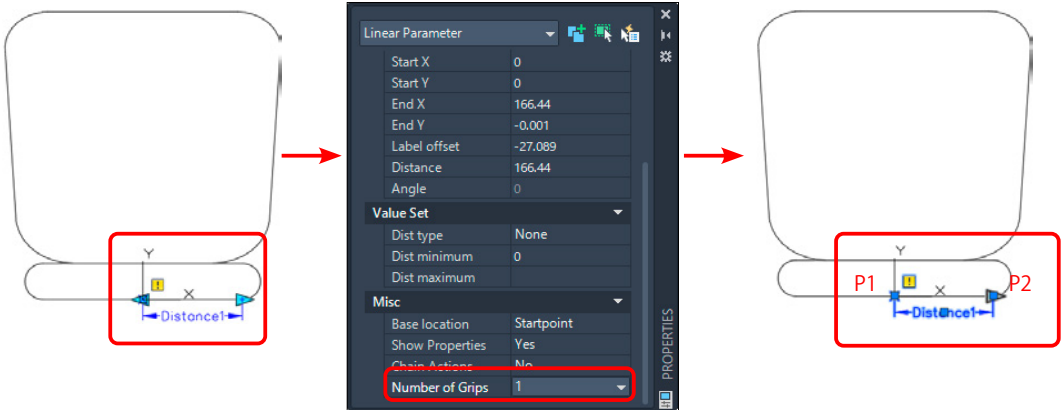 Y
!
X
Distance1
Linear Parameter
Start X 0
Start Y 0
End X 166.44
End Y -0.001
Label offset -27.089
Distance 166.44
Angle 0
Value Set
Dist type None
Dist minimum 0
Dist maximum
Misc
Base location Startpoint
Show Properties Yes
Chain Actions No
Number of Grips 1
PROPERTIES
Y
P1 ! X P2
Distance1